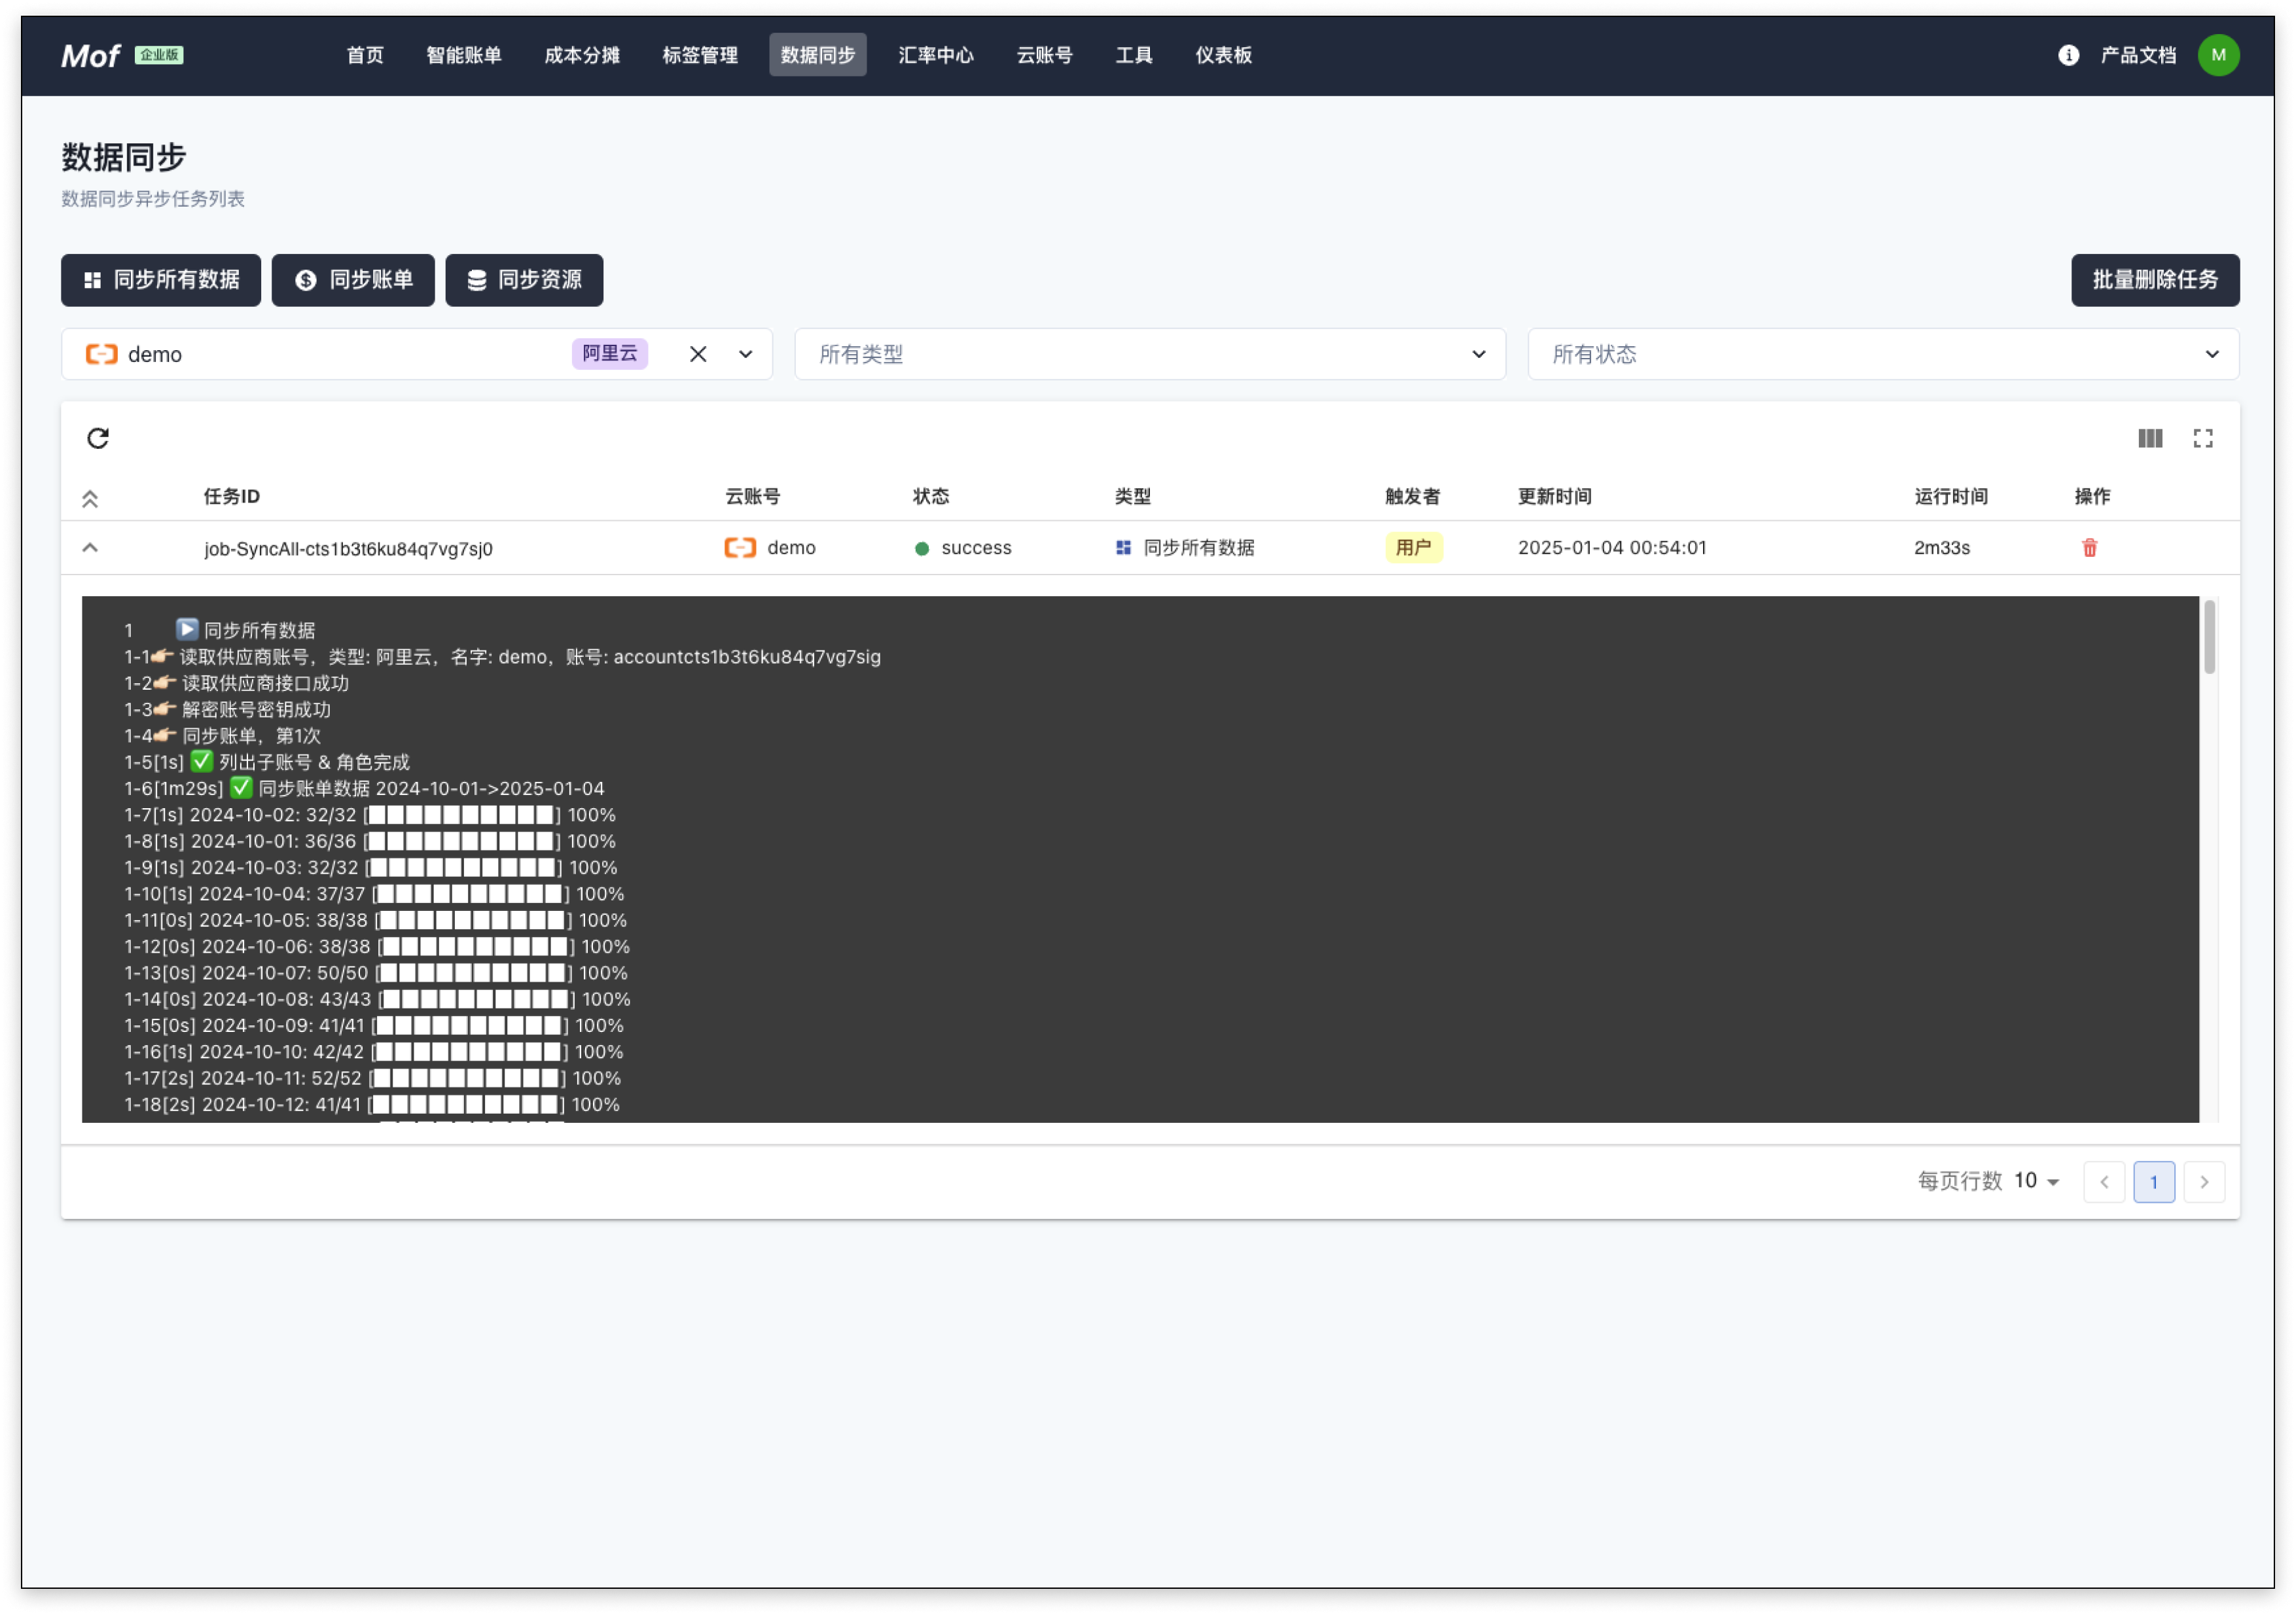 Mof 企业版 首页 智能账单 成本分摊 标签管理 数据同步 汇率中心 云账号 工具 仪表板 产品文档 M
数据同步
数据同步异步任务列表
同步所有数据 同步账单 同步资源 批量删除任务
demo 阿里云 所有类型 所有状态
任务ID 云账号 状态 类型 触发者 更新时间 运行时间 操作
job-SyncAll-cts1b3t6ku84q7vg7sj0 demo success 同步所有数据 用户 2025-01-04 00:54:01 2m33s
1 ▶️ 同步所有数据
1-1👉🏻 读取供应商账号，类型: 阿里云，名字: demo，账号: accountcts1b3t6ku84q7vg7sig
1-2👉🏻 读取供应商接口成功
1-3👉🏻 解密账号密钥成功
1-4👉🏻 同步账单，第1次
1-5[1s] ✅ 列出子账号 & 角色完成
1-6[1m29s] ✅ 同步账单数据 2024-10-01->2025-01-04
1-7[1s] 2024-10-02: 32/32 [██████████] 100%
1-8[1s] 2024-10-01: 36/36 [██████████] 100%
1-9[1s] 2024-10-03: 32/32 [██████████] 100%
1-10[1s] 2024-10-04: 37/37 [██████████] 100%
1-11[0s] 2024-10-05: 38/38 [██████████] 100%
1-12[0s] 2024-10-06: 38/38 [██████████] 100%
1-13[0s] 2024-10-07: 50/50 [██████████] 100%
1-14[0s] 2024-10-08: 43/43 [██████████] 100%
1-15[0s] 2024-10-09: 41/41 [██████████] 100%
1-16[1s] 2024-10-10: 42/42 [██████████] 100%
1-17[2s] 2024-10-11: 52/52 [██████████] 100%
1-18[2s] 2024-10-12: 41/41 [██████████] 100%
每页行数 10 1